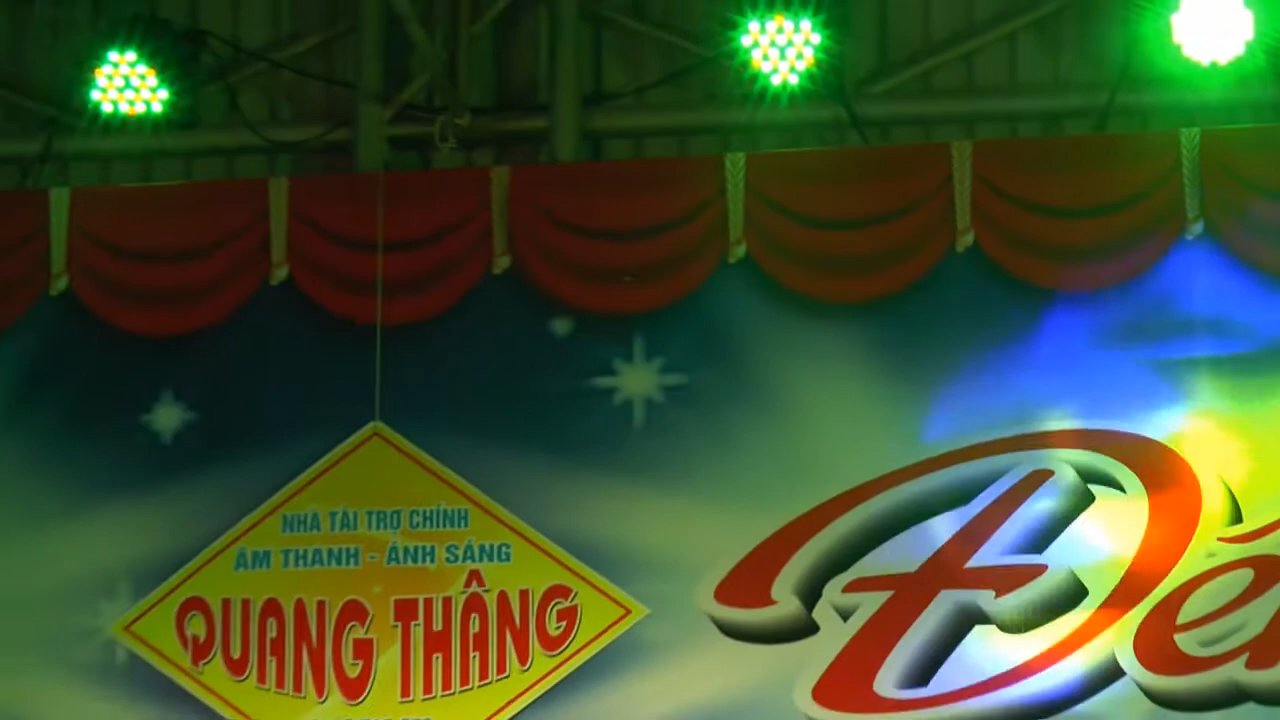 NHÀ TÀI TRỢ CHÍNH
ÂM THANH - ÁNH SÁNG
QUANG THÂNG